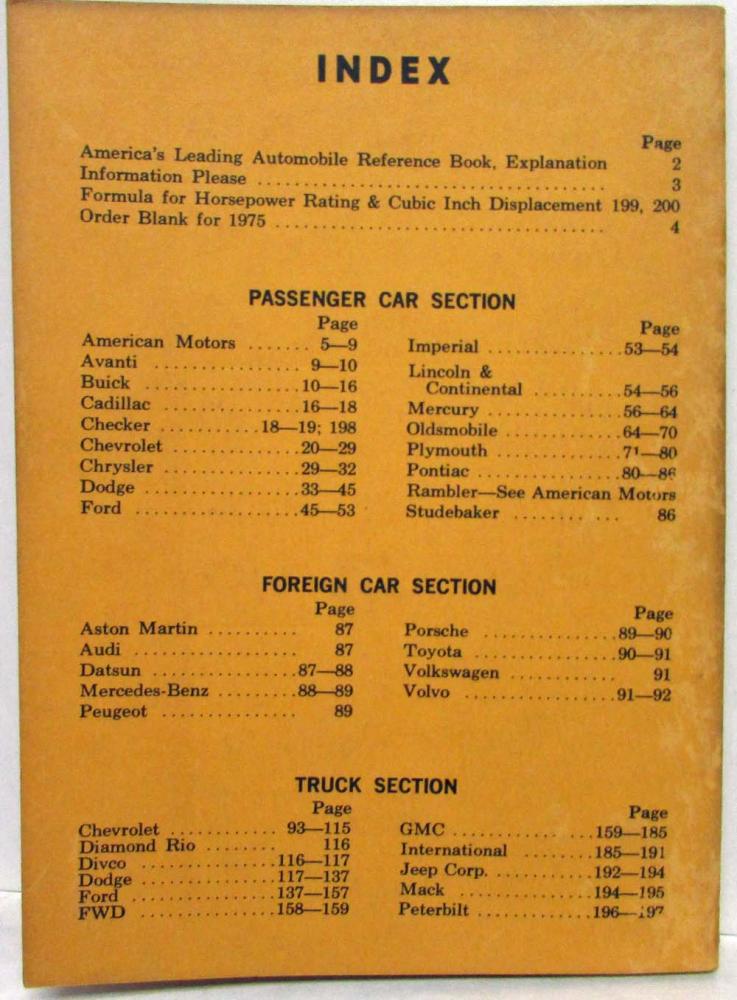 INDEX
Page
America's Leading Automobile Reference Book, Explanation 2
Information Please ........................................ 3
Formula for Horsepower Rating & Cubic Inch Displacement 199, 200
Order Blank for 1975 ...................................... 4
PASSENGER CAR SECTION
Page
American Motors ....... 5—9
Avanti ................ 9—10
Buick .................10—16
Cadillac ...............16—18
Checker ...........18—19; 198
Chevrolet ..............20—29
Chrysler ...............29—32
Dodge .................33—45
Ford ..................45—53
Page
Imperial ...............53—54
Lincoln &
Continental ..........54—56
Mercury ...............56—64
Oldsmobile ............64—70
Plymouth ..............71—80
Pontiac ...............80—86
Rambler—See American Motors
Studebaker ........ ... 86
FOREIGN CAR SECTION
Page
Aston Martin .......... 87
Audi .................. 87
Datsun ................87—88
Mercedes-Benz .........88—89
Peugeot ............... 89
Page
Porsche ...............89—90
Toyota ................90—91
Volkswagen ............ 91
Volvo .................91—92
TRUCK SECTION
Page
Chevrolet ............ 93—115
Diamond Rio ........ 116
Divco ...............116—117
Dodge ...............117—137
Ford ................137—157
FWD ................158—159
Page
GMC ............ ...159—185
International ........185—191
Jeep Corp. ...........192—194
Mack ...............194—195
Peterbilt ............196—197